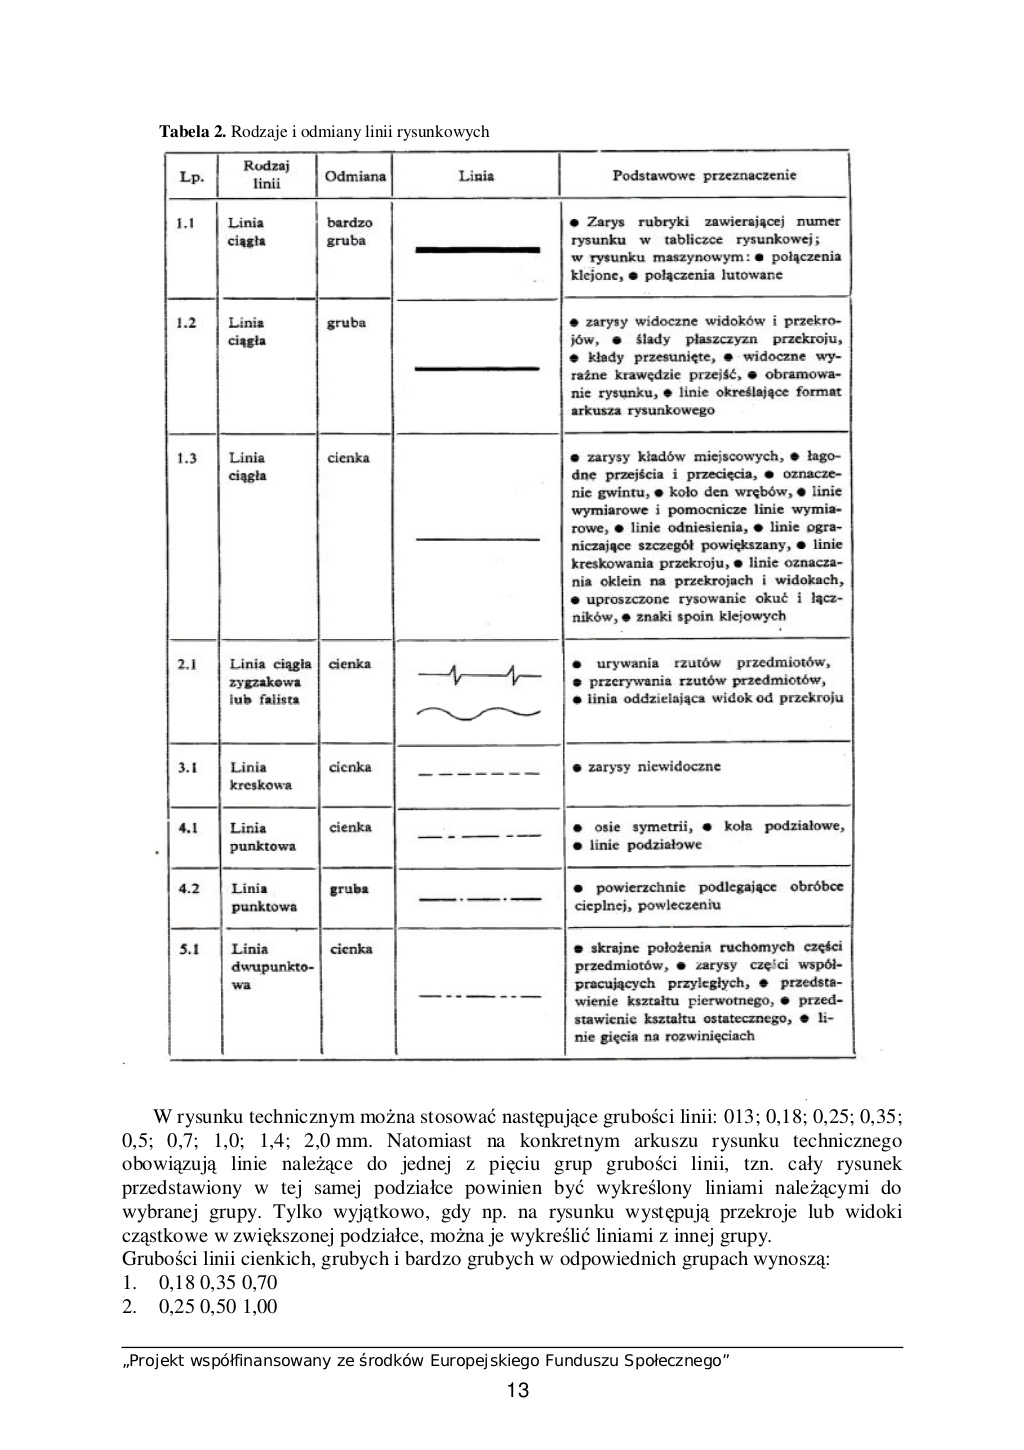 Tabela 2. Rodzaje i odmiany linii rysunkowych
Lp.
Rodzaj
linii
Odmiana
Linia
Podstawowe przeznaczenie
1.1
Linia
ciągła
bardzo
gruba
● Zarys rubryki zawierającej numer
rysunku w tabliczce rysunkowej;
w rysunku maszynowym: ● połączenia
klejone, ● połączenia lutowane
1.2
Linia
ciągła
gruba
● zarysy widoczne widoków i przekro-
jów, ● ślady płaszczyzn przekroju,
● kłady przesunięte, ● widoczne wy-
raźne krawędzie przejść, ● obramowa-
nie rysunku, ● linie określające format
arkusza rysunkowego
1.3
Linia
ciągła
cienka
● zarysy kładów miejscowych, ● łago-
dne przejścia i przecięcia, ● oznacze-
nie gwintu, ● koło den wrębów, ● linie
wymiarowe i pomocnicze linie wymia-
rowe, ● linie odniesienia, ● linie ogra-
niczające szczegół powiększany, ● linie
kreskowania przekroju, ● linie oznacza-
nia oklein na przekrojach i widokach,
● uproszczone rysowanie okuć i łącz-
ników, ● znaki spoin klejowych
2.1
Linia ciągła
zygzakowa
lub falista
cienka
● urywania rzutów przedmiotów,
● przerywania rzutów przedmiotów,
● linia oddzielająca widok od przekroju
3.1
Linia
kreskowa
cienka
● zarysy niewidoczne
4.1
Linia
punktowa
cienka
● osie symetrii, ● koła podziałowe,
● linie podziałowe
4.2
Linia
punktowa
gruba
● powierzchnie podlegające obróbce
cieplnej, powleczeniu
5.1
Linia
dwupunkto-
wa
cienka
● skrajne położenia ruchomych części
przedmiotów, ● zarysy części współ-
pracujących przyległych, ● przedsta-
wienie kształtu pierwotnego, ● przed-
stawienie kształtu ostatecznego, ● li-
nie gięcia na rozwinięciach
W rysunku technicznym można stosować następujące grubości linii: 013; 0,18; 0,25; 0,35;
0,5; 0,7; 1,0; 1,4; 2,0 mm. Natomiast na konkretnym arkuszu rysunku technicznego
obowiązują linie należące do jednej z pięciu grup grubości linii, tzn. cały rysunek
przedstawiony w tej samej podziałce powinien być wykreślony liniami należącymi do
wybranej grupy. Tylko wyjątkowo, gdy np. na rysunku występują przekroje lub widoki
cząstkowe w zwiększonej podziałce, można je wykreślić liniami z innej grupy.
Grubości linii cienkich, grubych i bardzo grubych w odpowiednich grupach wynoszą:
1. 0,18 0,35 0,70
2. 0,25 0,50 1,00
„Projekt współfinansowany ze środków Europejskiego Funduszu Społecznego”
13